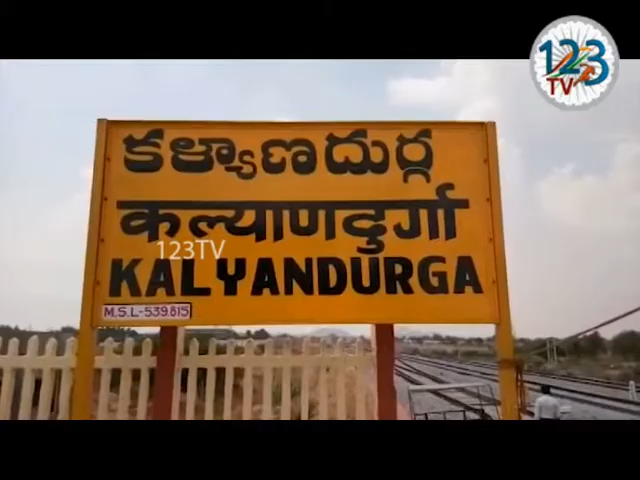 123
TV
కళ్యాణదుర్గ
कल्याणदुर्गा
123TV
KALYANDURGA
M.S.L-539.815